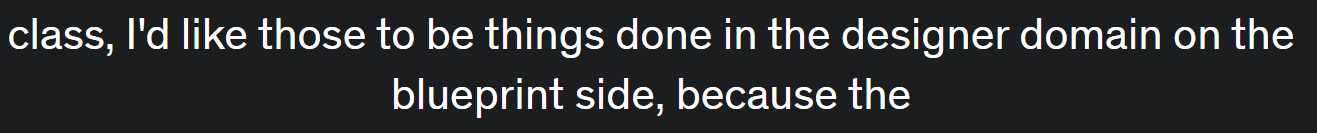 class, I'd like those to be things done in the designer domain on the
blueprint side, because the